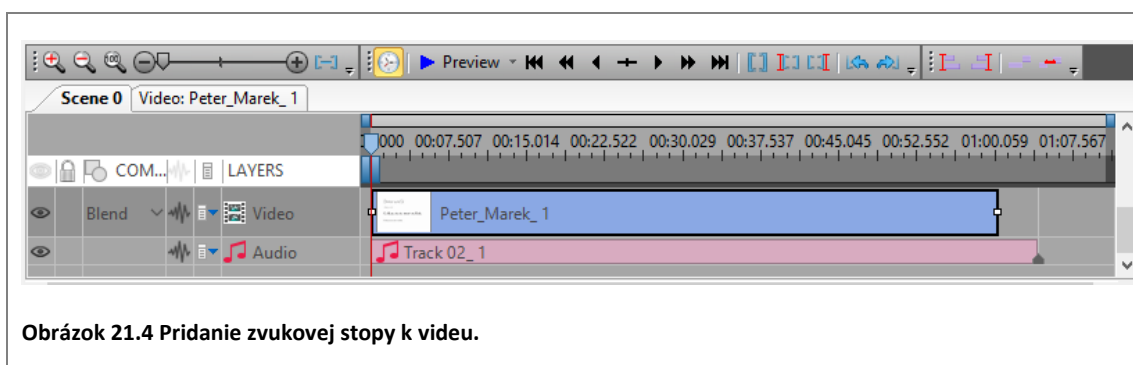 Preview
Scene 0 Video: Peter_Marek_ 1
000 00:07.507 00:15.014 00:22.522 00:30.029 00:37.537 00:45.045 00:52.552 01:00.059 01:07.567
COM... LAYERS
Blend Video Peter_Marek_ 1
Audio Track 02_ 1
Obrázok 21.4 Pridanie zvukovej stopy k videu.